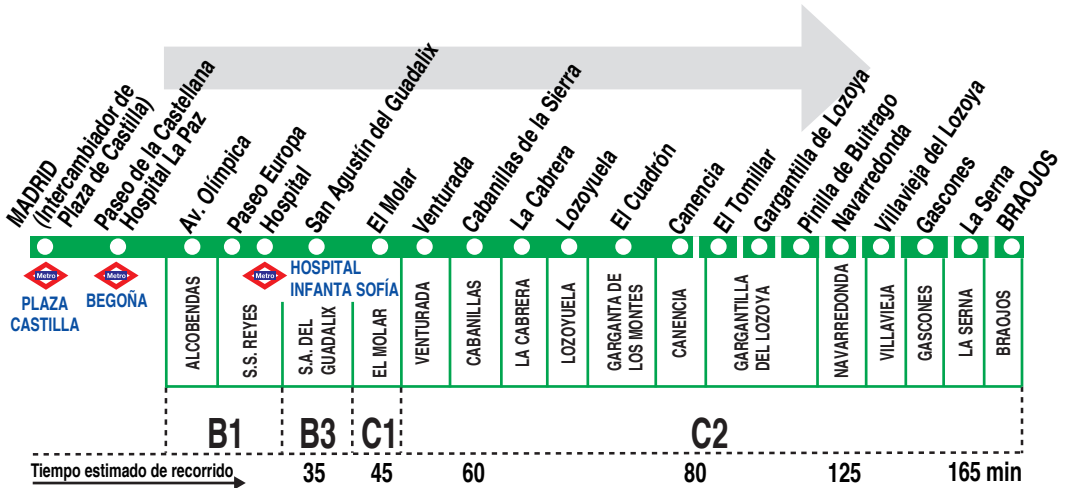 MADRID
(Intercambiador de
Plaza de Castilla)
Paseo de la Castellana
Hospital La Paz
Av. Olímpica
Paseo Europa
Hospital
San Agustín del Guadalix
El Molar
Venturada
Cabanillas de la Sierra
La Cabrera
Lozoyuela
El Cuadrón
Canencia
El Tomillar
Gargantilla de Lozoya
Pinilla de Buitrago
Navarredonda
Villavieja del Lozoya
Gascones
La Serna
BRAOJOS
Metro
PLAZA
CASTILLA
Metro
BEGOÑA
Metro
HOSPITAL
INFANTA SOFÍA
ALCOBENDAS
S.S. REYES
S.A. DEL
GUADALIX
EL MOLAR
VENTURADA
CABANILLAS
LA CABRERA
LOZOYUELA
GARGANTA DE
LOS MONTES
CANENCIA
GARGANTILLA
DEL LOZOYA
NAVARREDONDA
VILLAVIEJA
GASCONES
LA SERNA
BRAOJOS
B1 B3 C1 C2
Tiempo estimado de recorrido 35 45 60 80 125 165 min